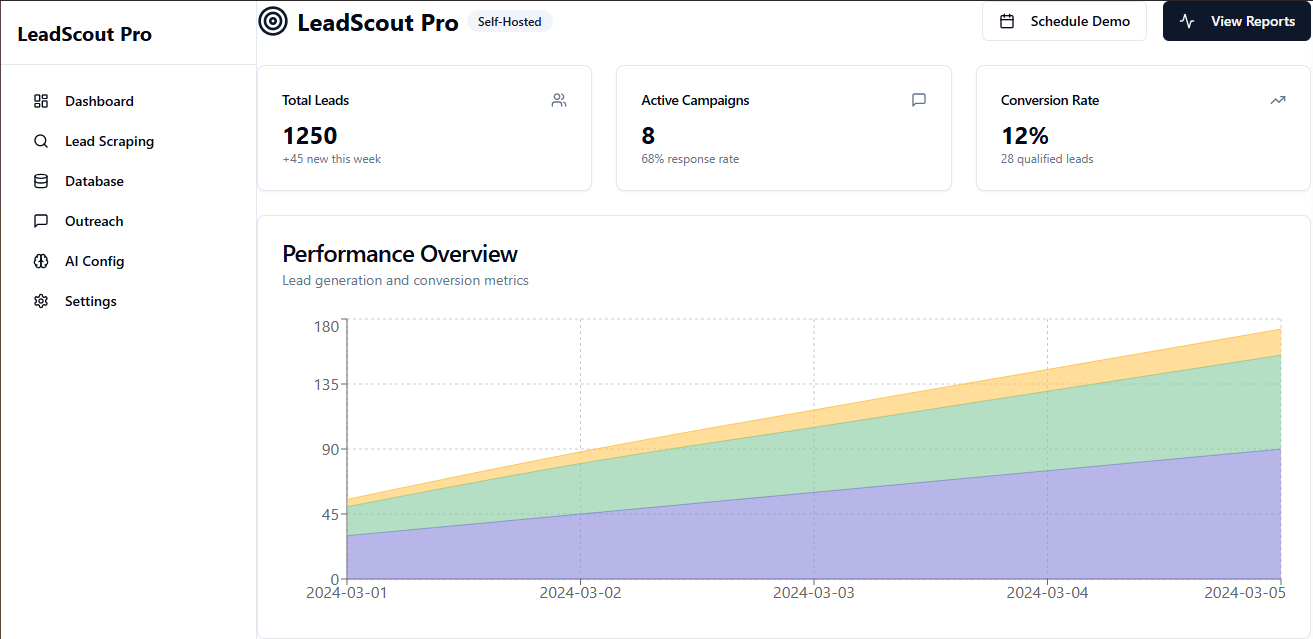 LeadScout Pro
Dashboard
Lead Scraping
Database
Outreach
AI Config
Settings
LeadScout Pro Self-Hosted
Schedule Demo
View Reports
Total Leads
1250
+45 new this week
Active Campaigns
8
68% response rate
Conversion Rate
12%
28 qualified leads
Performance Overview
Lead generation and conversion metrics
180
135
90
45
0
2024-03-01 2024-03-02 2024-03-03 2024-03-04 2024-03-05